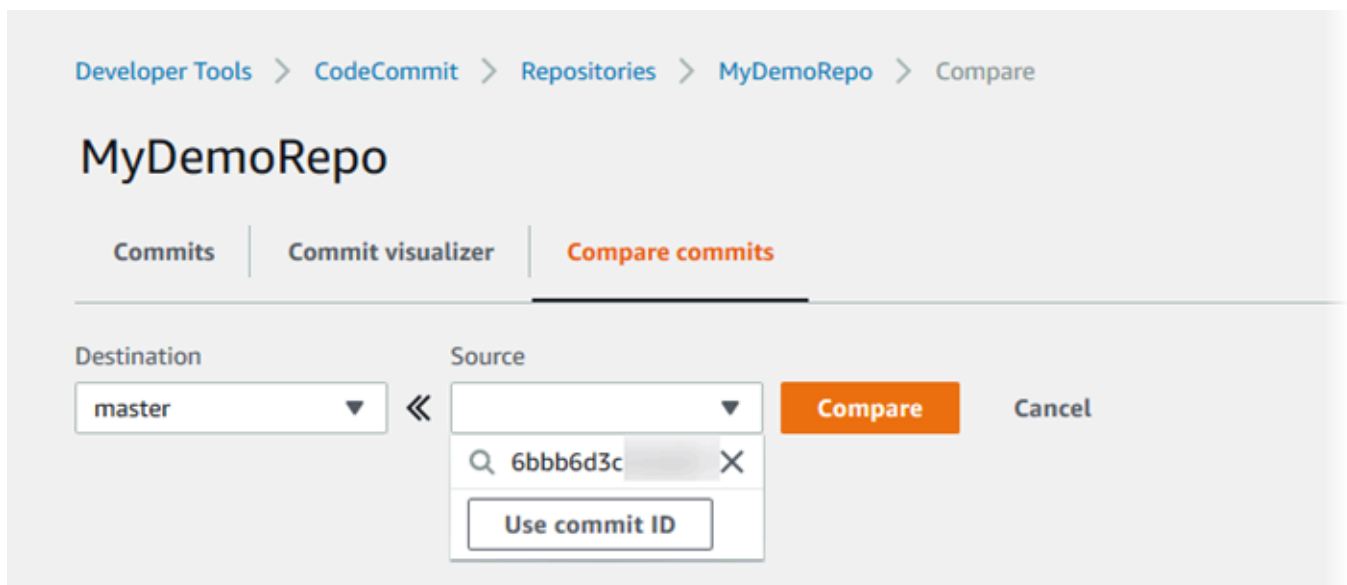 Developer Tools > CodeCommit > Repositories > MyDemoRepo > Compare
MyDemoRepo
Commits Commit visualizer Compare commits
Destination Source
master Compare Cancel
6bbb6d3c
Use commit ID